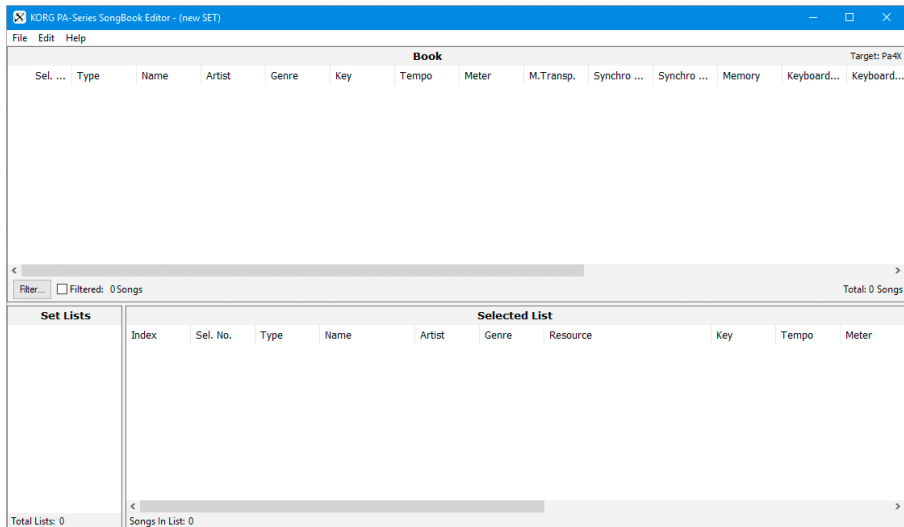 KORG PA-Series SongBook Editor - (new SET)
File Edit Help
Book Target: Pa4X
Sel. ... Type Name Artist Genre Key Tempo Meter M.Transp. Synchro ... Synchro ... Memory Keyboard... Keyboard...
Filter... Filtered: 0 Songs Total: 0 Songs
Set Lists Selected List
Index Sel. No. Type Name Artist Genre Resource Key Tempo Meter
Total Lists: 0 Songs In List: 0